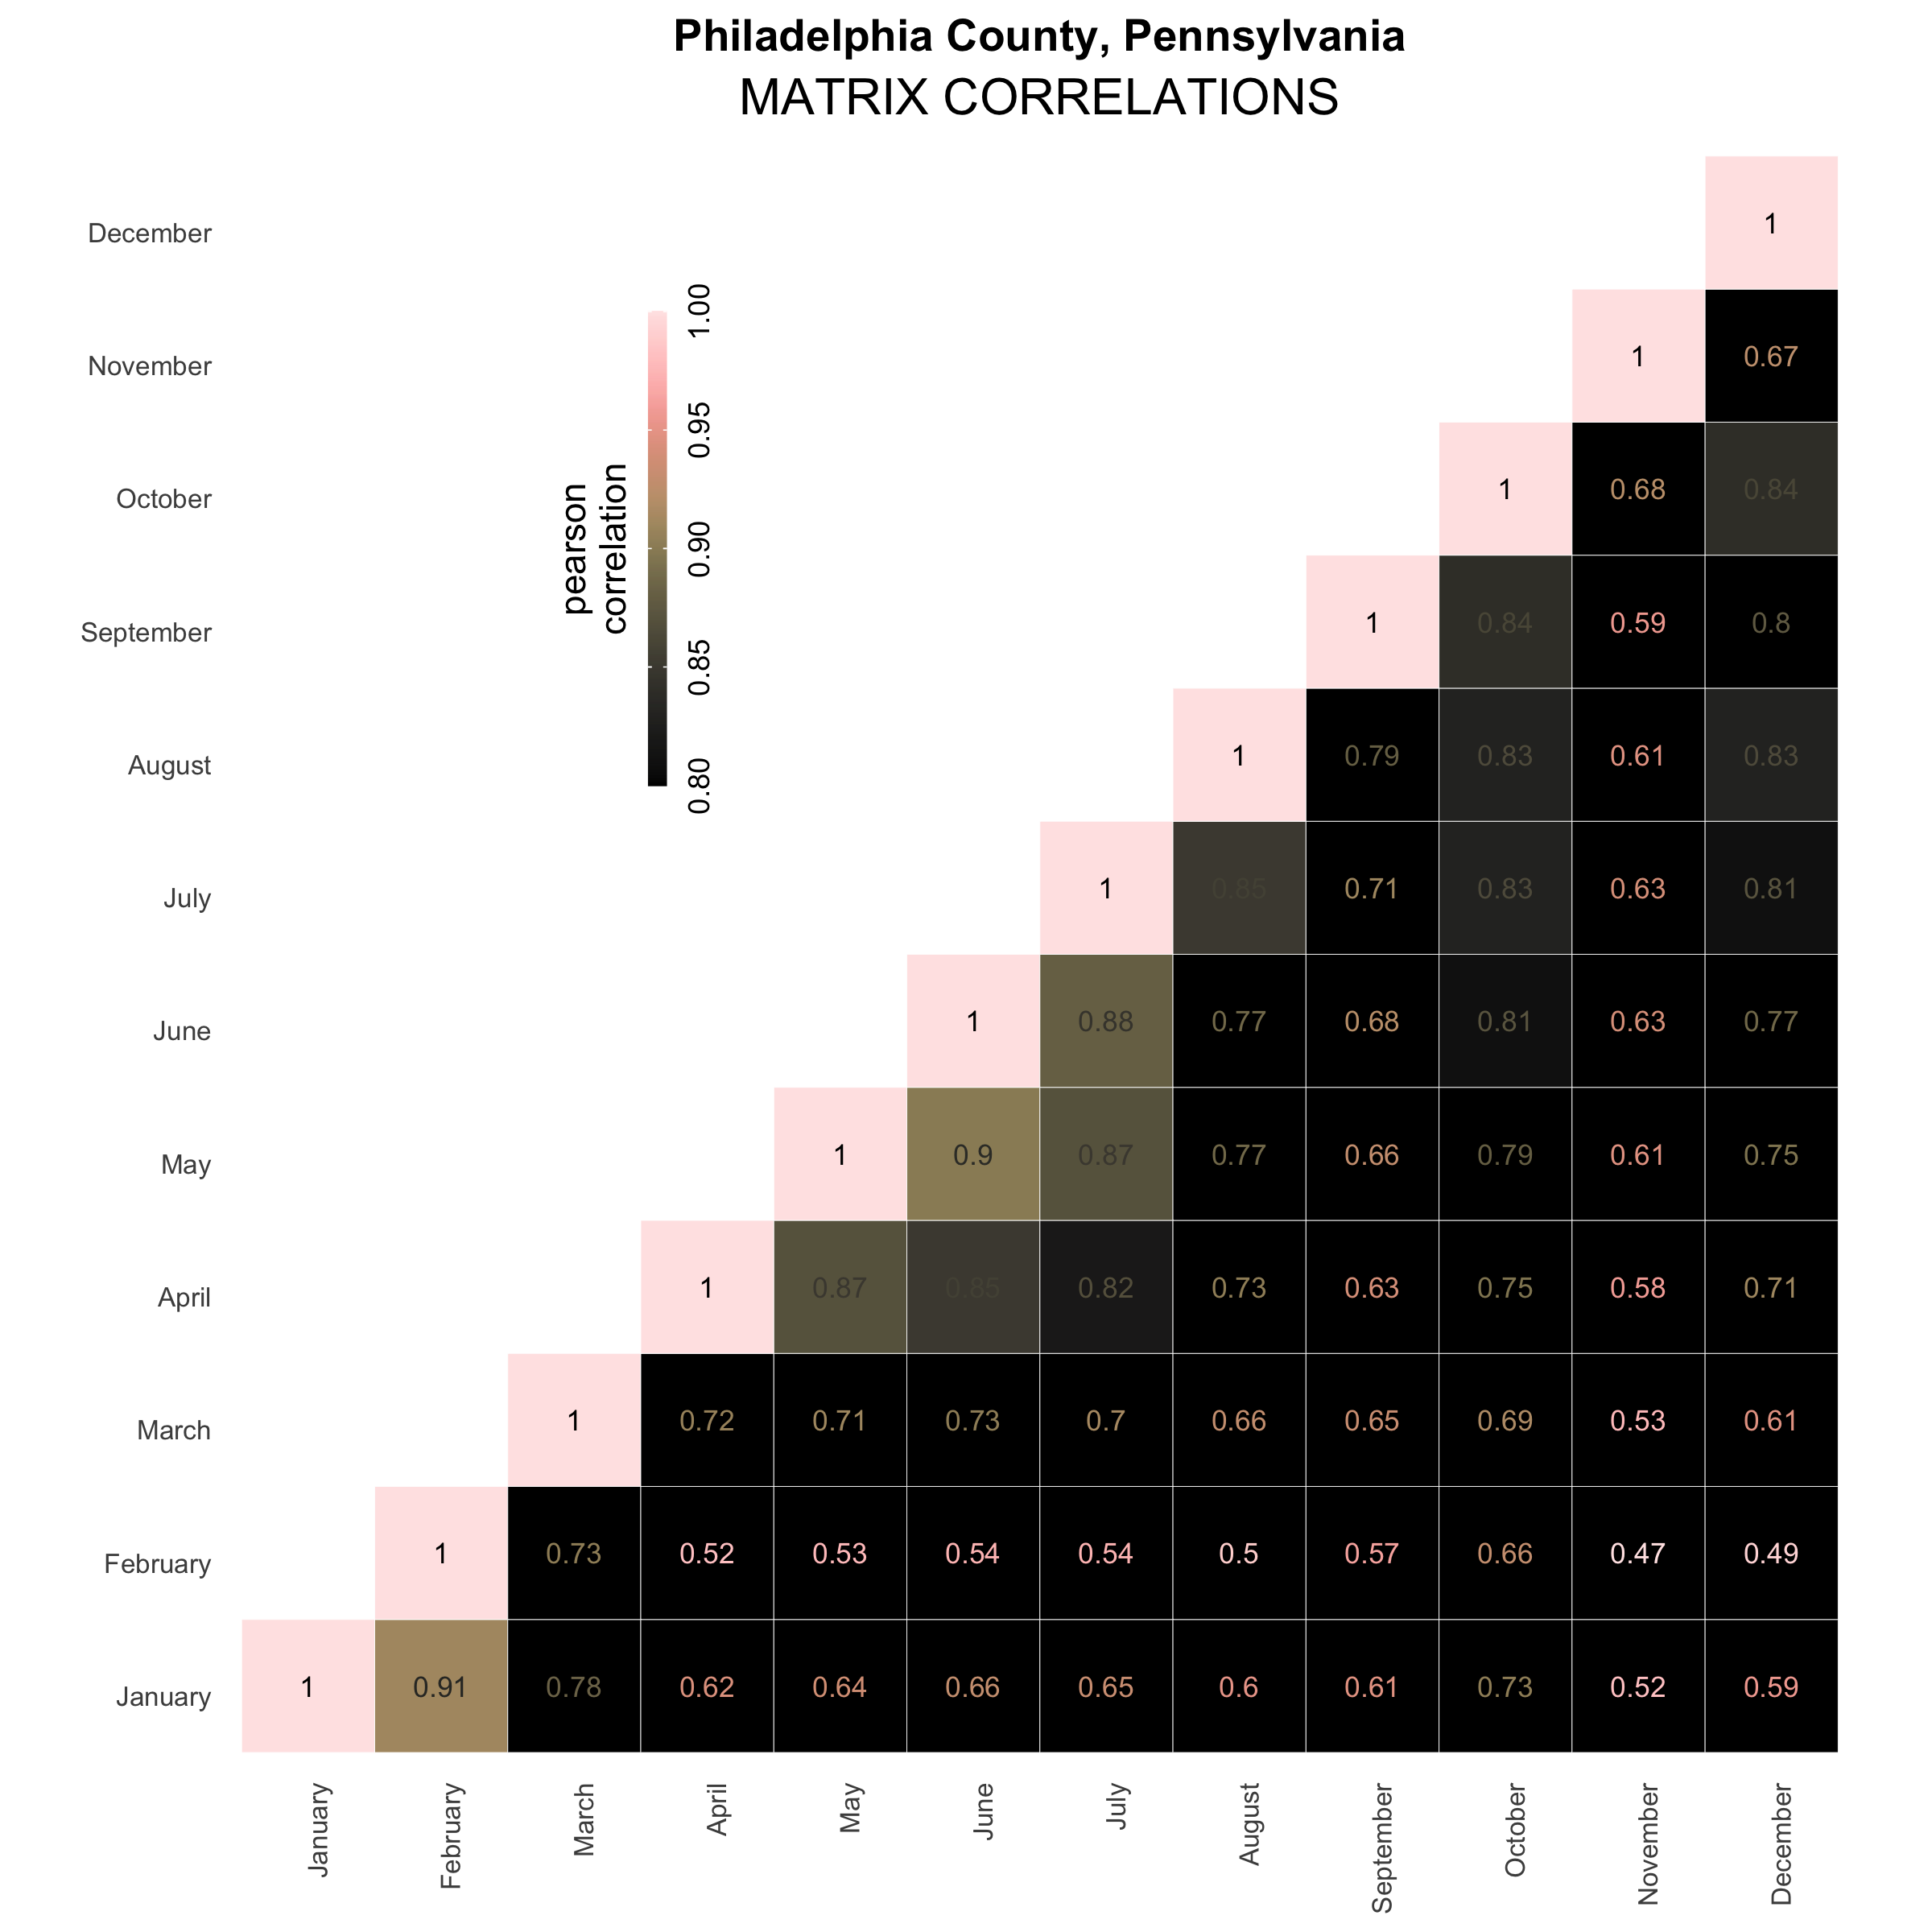 Philadelphia County, Pennsylvania
MATRIX CORRELATIONS
December 1
November 1 0.67
October 1 0.68 0.84
September 1 0.84 0.59 0.8
August 1 0.79 0.83 0.61 0.83
July 1 0.85 0.71 0.83 0.63 0.81
June 1 0.88 0.77 0.68 0.81 0.63 0.77
May 1 0.9 0.87 0.77 0.66 0.79 0.61 0.75
April 1 0.87 0.85 0.82 0.73 0.63 0.75 0.58 0.71
March 1 0.72 0.71 0.73 0.7 0.66 0.65 0.69 0.53 0.61
February 1 0.73 0.52 0.53 0.54 0.54 0.5 0.57 0.66 0.47 0.49
January 1 0.91 0.78 0.62 0.64 0.66 0.65 0.6 0.61 0.73 0.52 0.59
January February March April May June July August September October November December
pearson
correlation
0.80 0.85 0.90 0.95 1.00